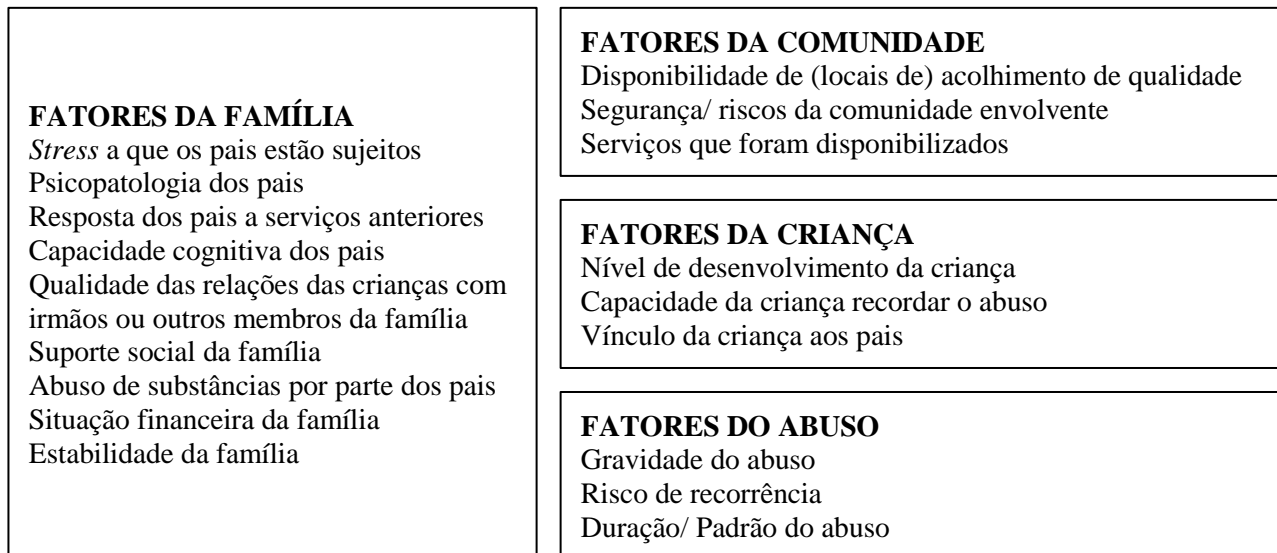 FATORES DA FAMÍLIA
Stress a que os pais estão sujeitos
Psicopatologia dos pais
Resposta dos pais a serviços anteriores
Capacidade cognitiva dos pais
Qualidade das relações das crianças com
irmãos ou outros membros da família
Suporte social da família
Abuso de substâncias por parte dos pais
Situação financeira da família
Estabilidade da família
FATORES DA COMUNIDADE
Disponibilidade de (locais de) acolhimento de qualidade
Segurança/ riscos da comunidade envolvente
Serviços que foram disponibilizados
FATORES DA CRIANÇA
Nível de desenvolvimento da criança
Capacidade da criança recordar o abuso
Vínculo da criança aos pais
FATORES DO ABUSO
Gravidade do abuso
Risco de recorrência
Duração/ Padrão do abuso